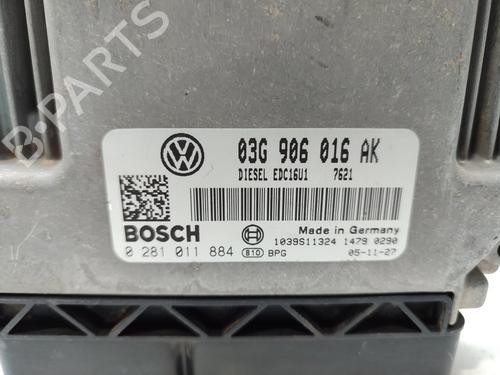 03G 906 016 AK
DIESEL EDC16U1 7621
BOSCH
Made in Germany
0 281 011 884 810 BPG
1039S11324 1479 0290
05-11-27